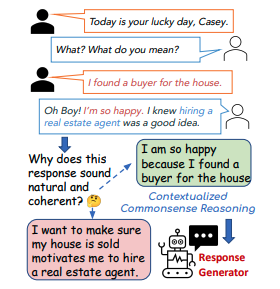 Today is your lucky day, Casey.
What? What do you mean?
I found a buyer for the house.
Oh Boy! I'm so happy. I knew hiring a
real estate agent was a good idea.
Why does this
response sound
natural and
coherent?
I am so happy
because I found a
buyer for the house
Contextualized
Commonsense Reasoning
I want to make sure
my house is sold
motivates me to hire
a real estate agent.
Response
Generator